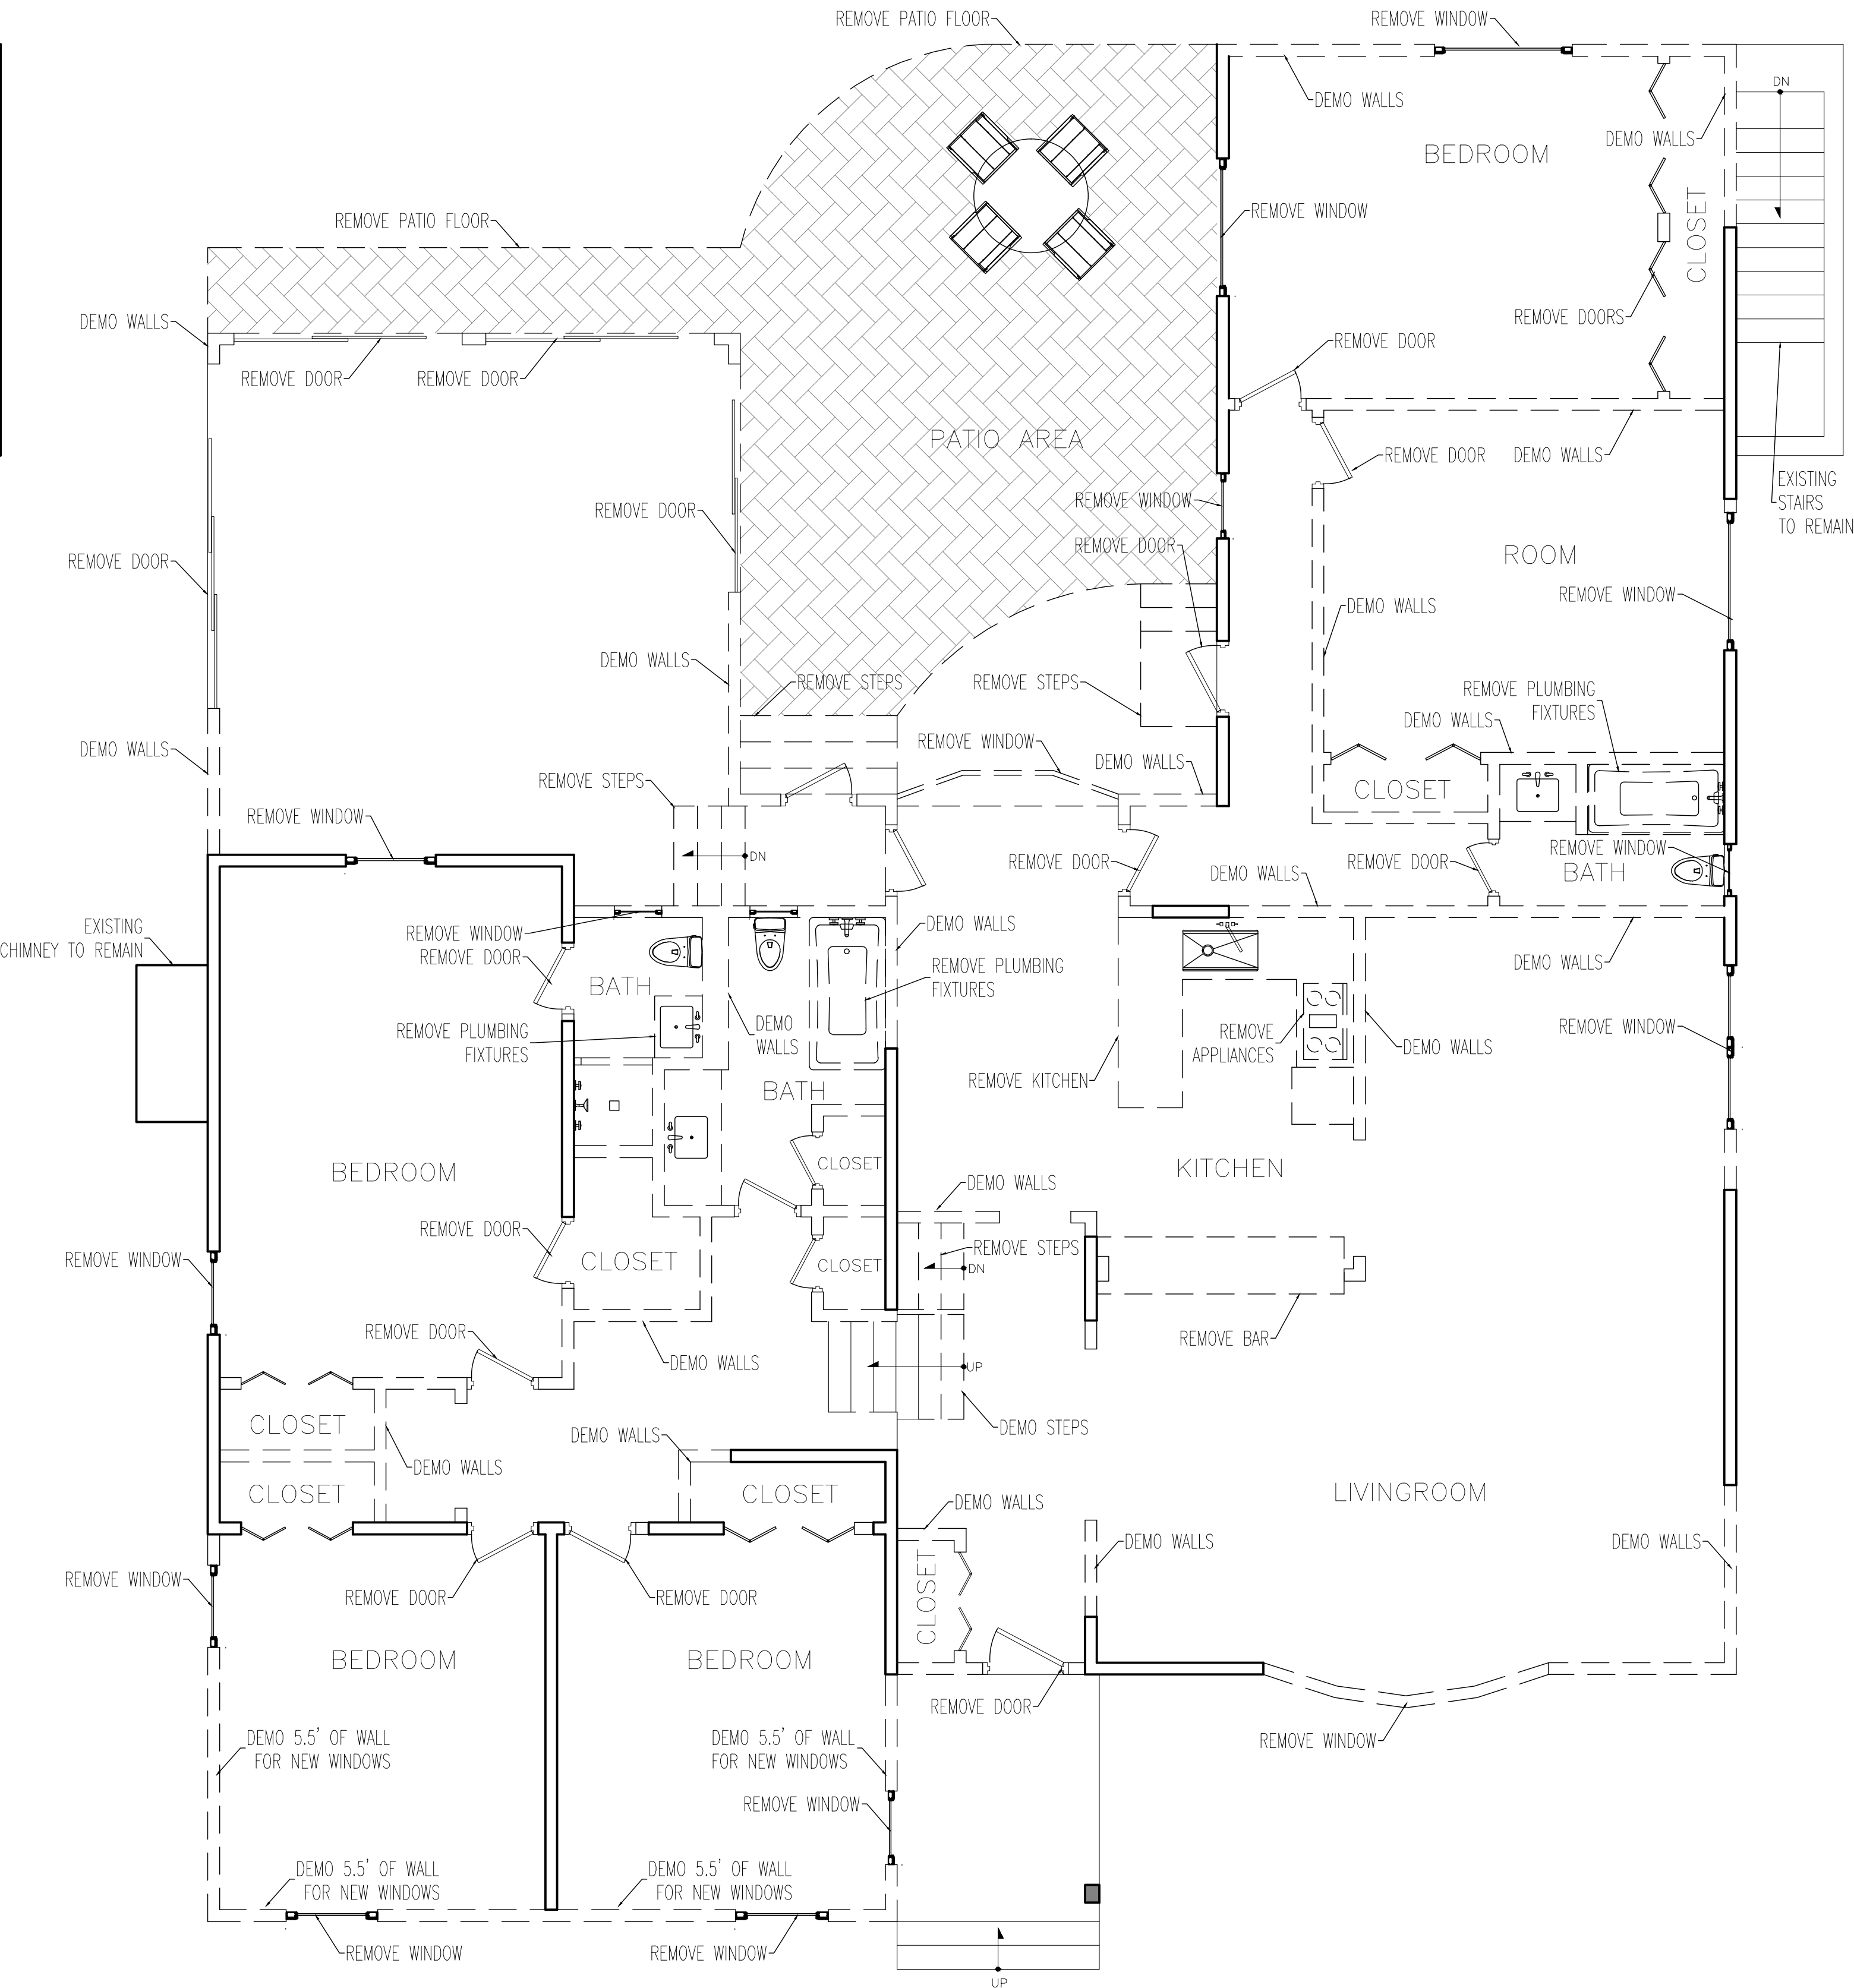 REMOVE PATIO FLOOR
REMOVE WINDOW
DN
DEMO WALLS
DEMO WALLS
BEDROOM
REMOVE PATIO FLOOR
REMOVE WINDOW
CLOSET
DEMO WALLS
REMOVE DOORS
REMOVE DOOR
REMOVE DOOR
REMOVE DOOR
PATIO AREA
REMOVE DOOR
DEMO WALLS
EXISTING
STAIRS
TO REMAIN
REMOVE WINDOW
REMOVE DOOR
REMOVE DOOR
ROOM
REMOVE DOOR
REMOVE WINDOW
DEMO WALLS
DEMO WALLS
REMOVE STEPS
REMOVE STEPS
REMOVE PLUMBING
FIXTURES
DEMO WALLS
DEMO WALLS
REMOVE WINDOW
DEMO WALLS
REMOVE STEPS
CLOSET
REMOVE WINDOW
DN
REMOVE DOOR
REMOVE DOOR
REMOVE WINDOW
BATH
DEMO WALLS
EXISTING
CHIMNEY TO REMAIN
REMOVE WINDOW
REMOVE DOOR
DEMO WALLS
DEMO WALLS
REMOVE PLUMBING
FIXTURES
BATH
REMOVE PLUMBING
FIXTURES
DEMO
WALLS
REMOVE
APPLIANCES
REMOVE WINDOW
DEMO WALLS
REMOVE KITCHEN
BATH
CLOSET
KITCHEN
BEDROOM
DEMO WALLS
REMOVE DOOR
REMOVE STEPS
REMOVE WINDOW
CLOSET
CLOSET
DN
REMOVE DOOR
REMOVE BAR
DEMO WALLS
UP
CLOSET
DEMO STEPS
DEMO WALLS
DEMO WALLS
CLOSET
CLOSET
LIVINGROOM
DEMO WALLS
DEMO WALLS
DEMO WALLS
REMOVE WINDOW
REMOVE DOOR
REMOVE DOOR
CLOSET
BEDROOM
BEDROOM
REMOVE DOOR
DEMO 5.5' OF WALL
FOR NEW WINDOWS
DEMO 5.5' OF WALL
FOR NEW WINDOWS
REMOVE WINDOW
REMOVE WINDOW
DEMO 5.5' OF WALL
FOR NEW WINDOWS
DEMO 5.5' OF WALL
FOR NEW WINDOWS
REMOVE WINDOW
REMOVE WINDOW
UP